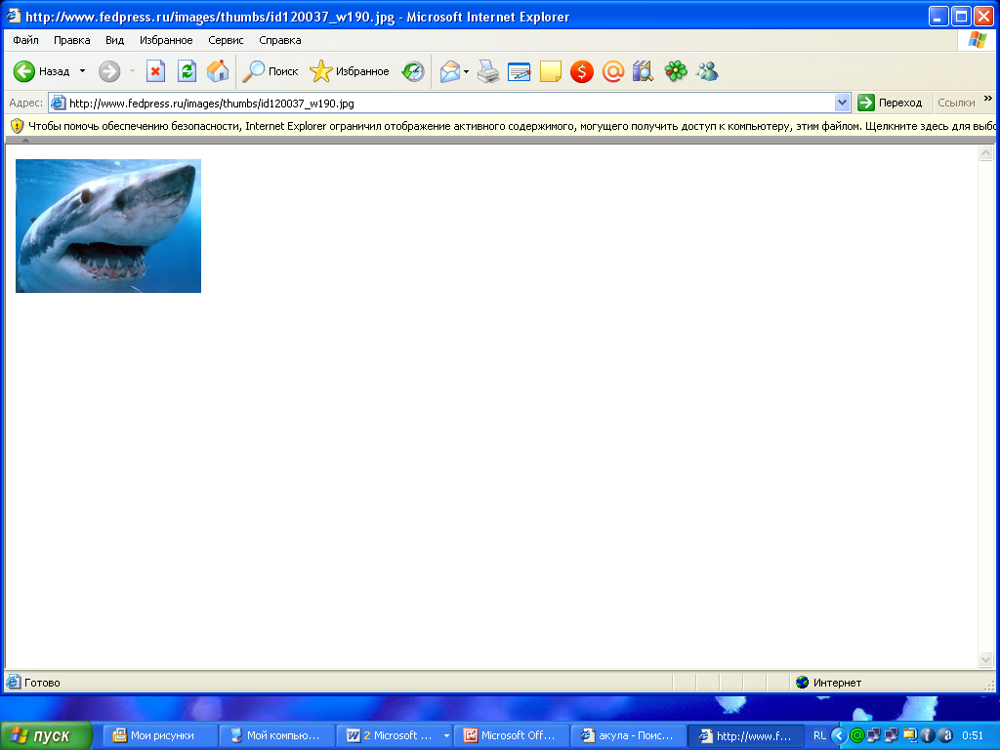 http://www.fedpress.ru/images/thumbs/id120037_w190.jpg - Microsoft Internet Explorer
Файл Правка Вид Избранное Сервис Справка
Назад Поиск Избранное
Адрес: http://www.fedpress.ru/images/thumbs/id120037_w190.jpg Переход Ссылки »
Чтобы помочь обеспечению безопасности, Internet Explorer ограничил отображение активного содержимого, могущего получить доступ к компьютеру, этим файлом. Щелкните здесь для выбо
Готово Интернет
пуск Мои рисунки Мой компью... 2 Microsoft ... Microsoft Off... акула - Поис... http://www.f... RL 0:51